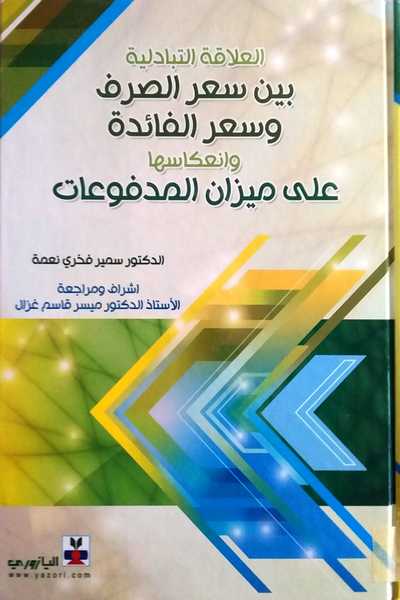 العلاقة التبادلية
بين سعر الصرف
وسعر الفائدة
وانعكاسها
على ميزان المدفوعات
الدكتور سمير فخري نعمة
اشراف ومراجعة
الأستاذ الدكتور ميسر قاسم غزال
اليازوري
www.yazori.com